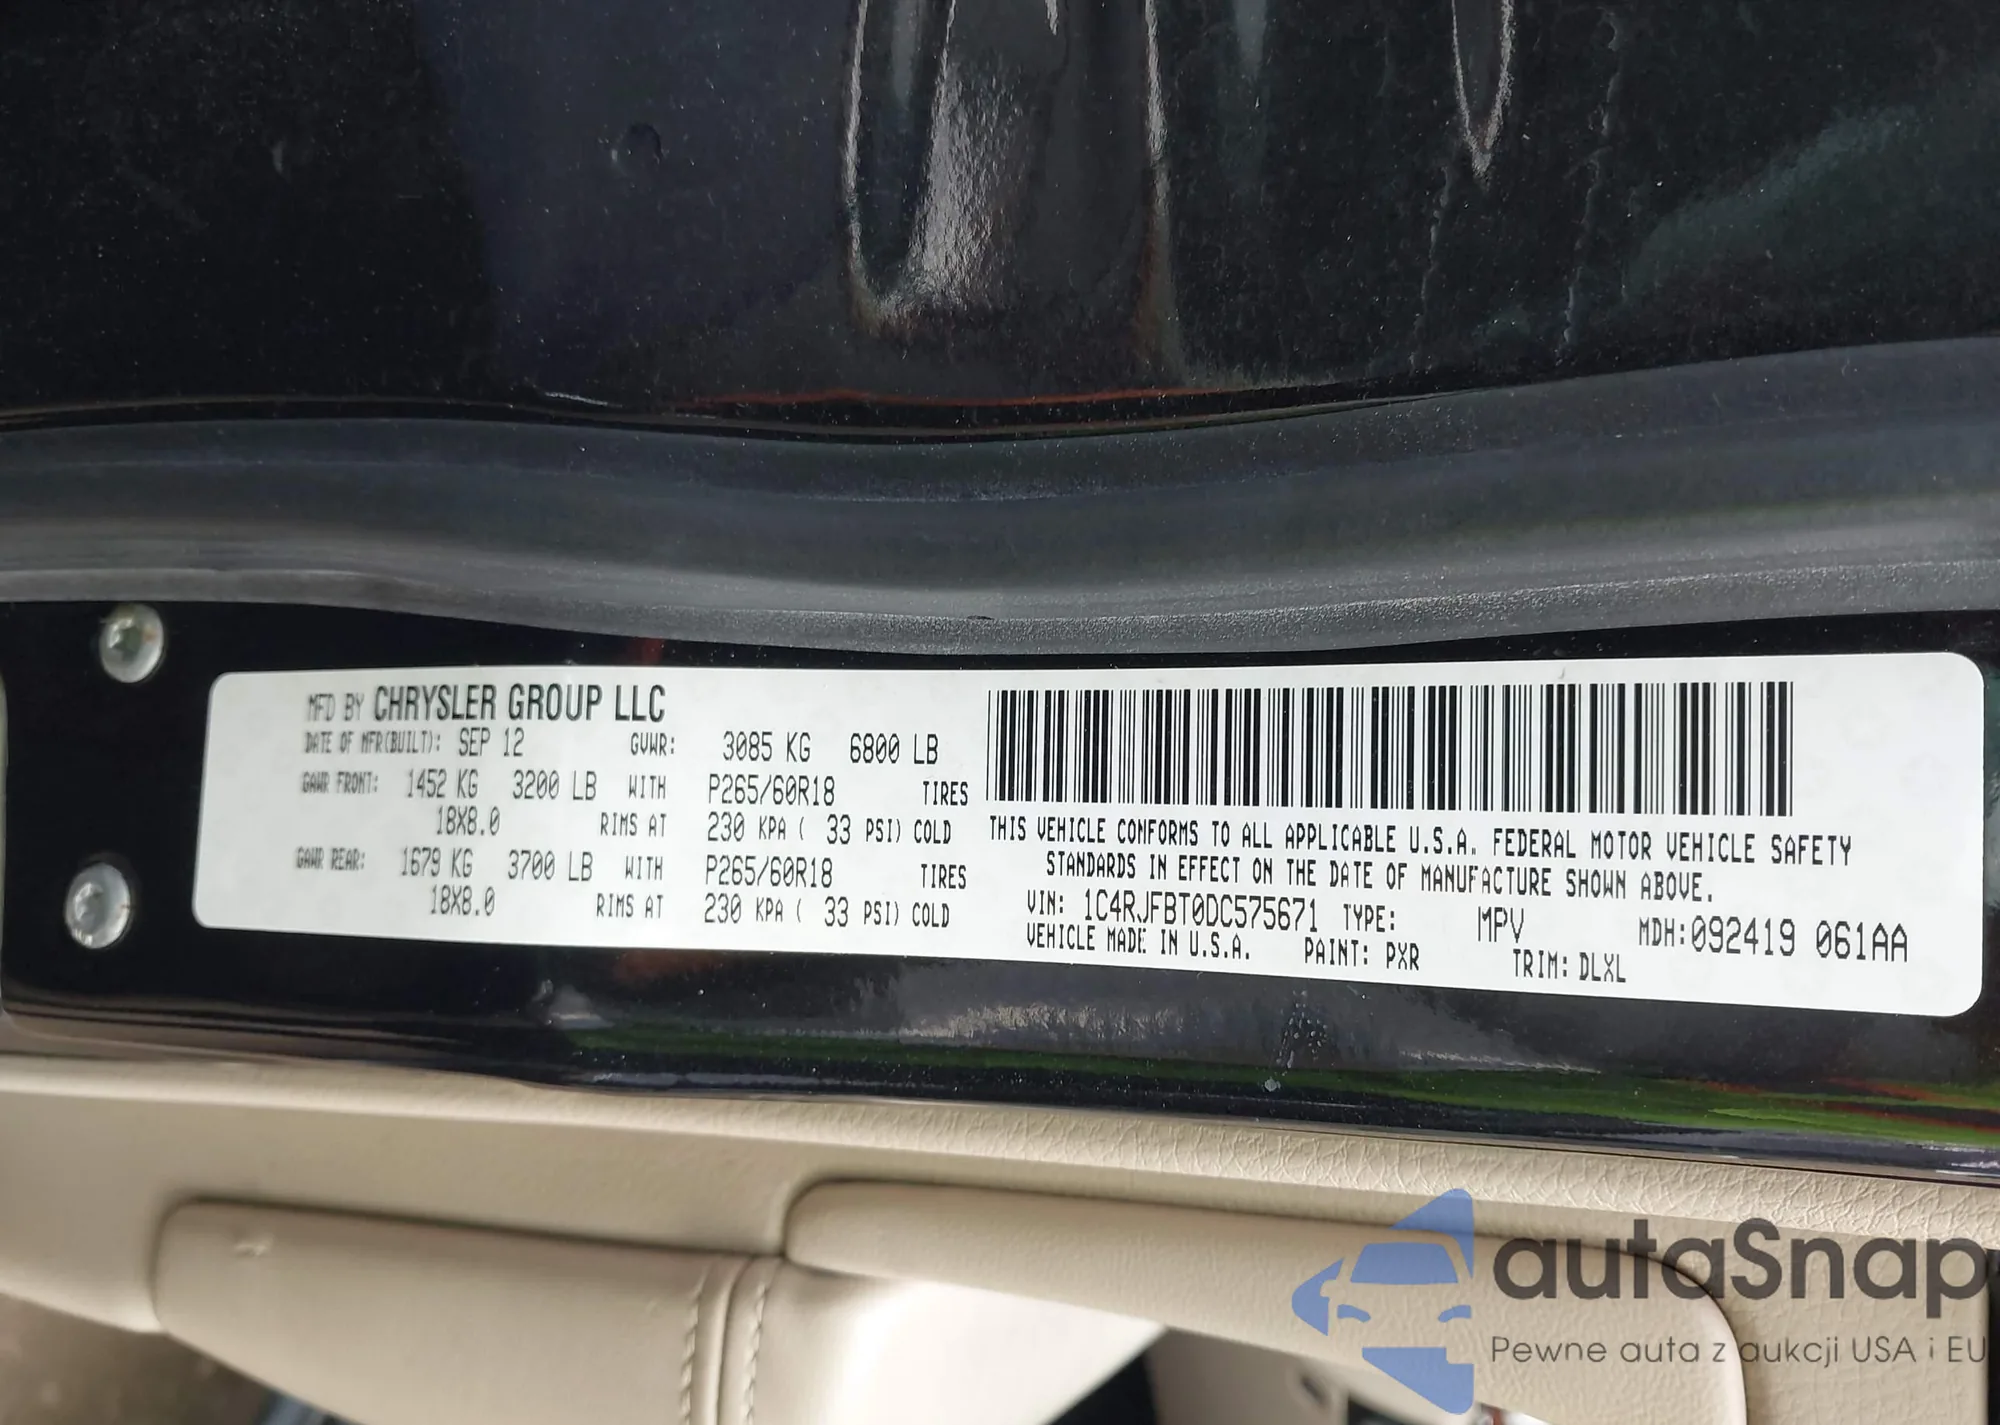 MFD BY CHRYSLER GROUP LLC
DATE OF MFR(BUILT): SEP 12 GVWR: 3085 KG 6800 LB
GAWR FRONT: 1452 KG 3200 LB WITH P265/60R18 TIRES
18X8.0 RIMS AT 230 KPA ( 33 PSI) COLD
GAWR REAR: 1679 KG 3700 LB WITH P265/60R18 TIRES
18X8.0 RIMS AT 230 KPA ( 33 PSI) COLD
THIS VEHICLE CONFORMS TO ALL APPLICABLE U.S.A. FEDERAL MOTOR VEHICLE SAFETY
STANDARDS IN EFFECT ON THE DATE OF MANUFACTURE SHOWN ABOVE.
VIN: 1C4RJFBT0DC575671 TYPE: MPV MDH:092419 061AA
VEHICLE MADE IN U.S.A. PAINT: PXR TRIM: DLXL
autaSnap
Pewne auta z aukcji USA i EU